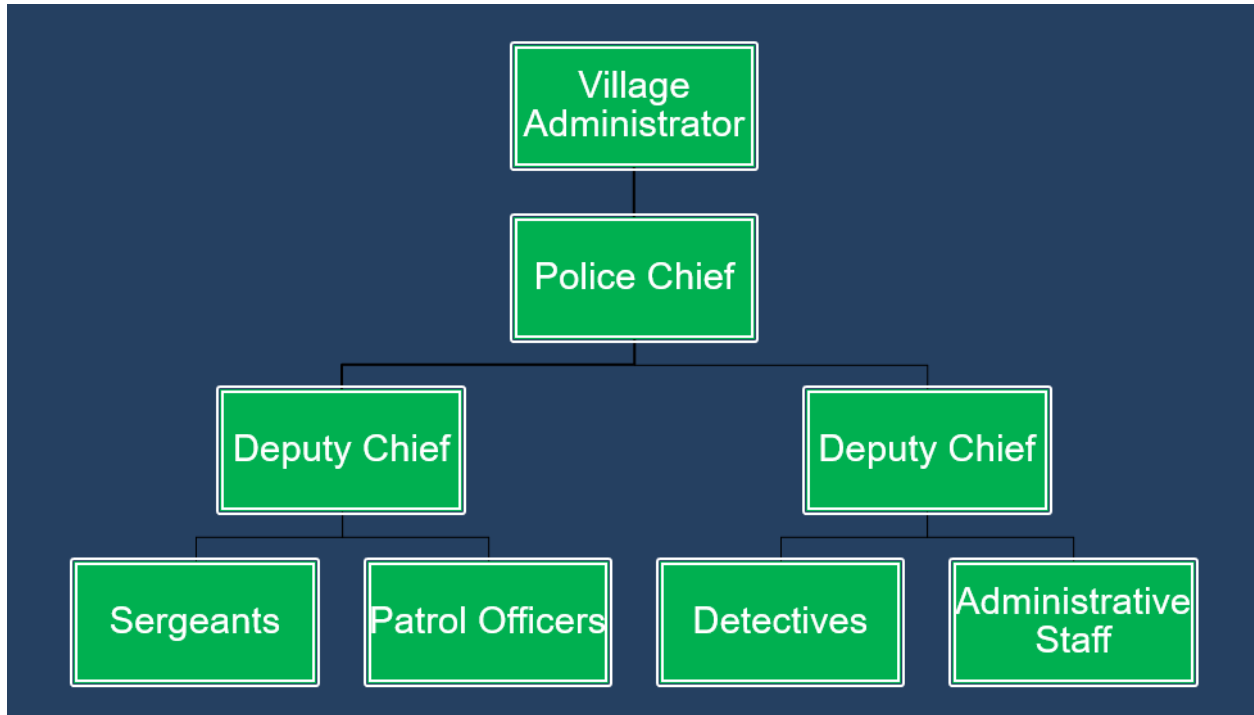 Village
Administrator
Police Chief
Deputy Chief
Deputy Chief
Sergeants
Patrol Officers
Detectives
Administrative
Staff